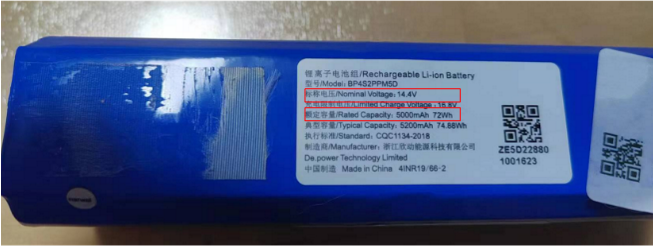 锂离子电池组/Rechargeable Li-ion Battery
型号/Model: BP4S2PPM5D
标称电压/Nominal Voltage: 14.4V
充电限制电压/Limited Charge Voltage: 16.8V
额定容量/Rated Capacity: 5000mAh 72Wh
典型容量/Typical Capacity: 5200mAh 74.88Wh
执行标准/Standard: CQC1134-2018
制造商/Manufacturer: 浙江欣动能源科技有限公司
De.power Technology Limited
中国制造 Made in China 4INR19/66-2
ZE5D22880
1001623